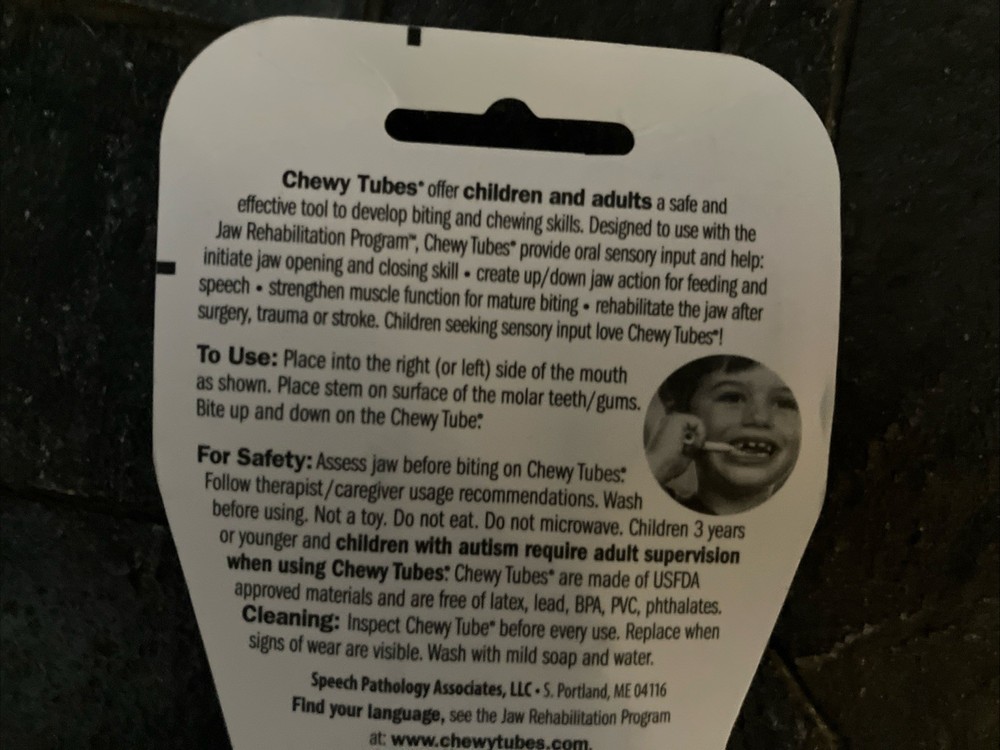 Chewy Tubes® offer children and adults a safe and
effective tool to develop biting and chewing skills. Designed to use with the
Jaw Rehabilitation Program™, Chewy Tubes® provide oral sensory input and help:
initiate jaw opening and closing skill • create up/down jaw action for feeding and
speech • strengthen muscle function for mature biting • rehabilitate the jaw after
surgery, trauma or stroke. Children seeking sensory input love Chewy Tubes®!
To Use: Place into the right (or left) side of the mouth
as shown. Place stem on surface of the molar teeth/gums.
Bite up and down on the Chewy Tube®.
For Safety: Assess jaw before biting on Chewy Tubes®.
Follow therapist/caregiver usage recommendations. Wash
before using. Not a toy. Do not eat. Do not microwave. Children 3 years
or younger and children with autism require adult supervision
when using Chewy Tubes®. Chewy Tubes® are made of USFDA
approved materials and are free of latex, lead, BPA, PVC, phthalates.
Cleaning: Inspect Chewy Tube® before every use. Replace when
signs of wear are visible. Wash with mild soap and water.
Speech Pathology Associates, LLC • S. Portland, ME 04116
Find your language, see the Jaw Rehabilitation Program
at: www.chewytubes.com.